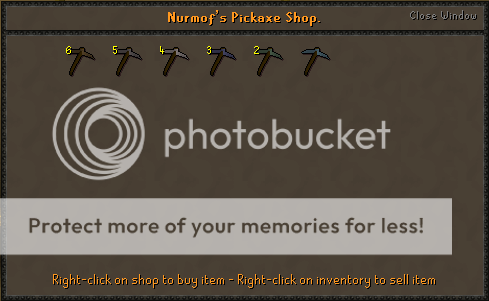 Nurmof's Pickaxe Shop.
Close Window
6 5 4 3 2
photobucket
Protect more of your memories for less!
Right-click on shop to buy item - Right-click on inventory to sell item